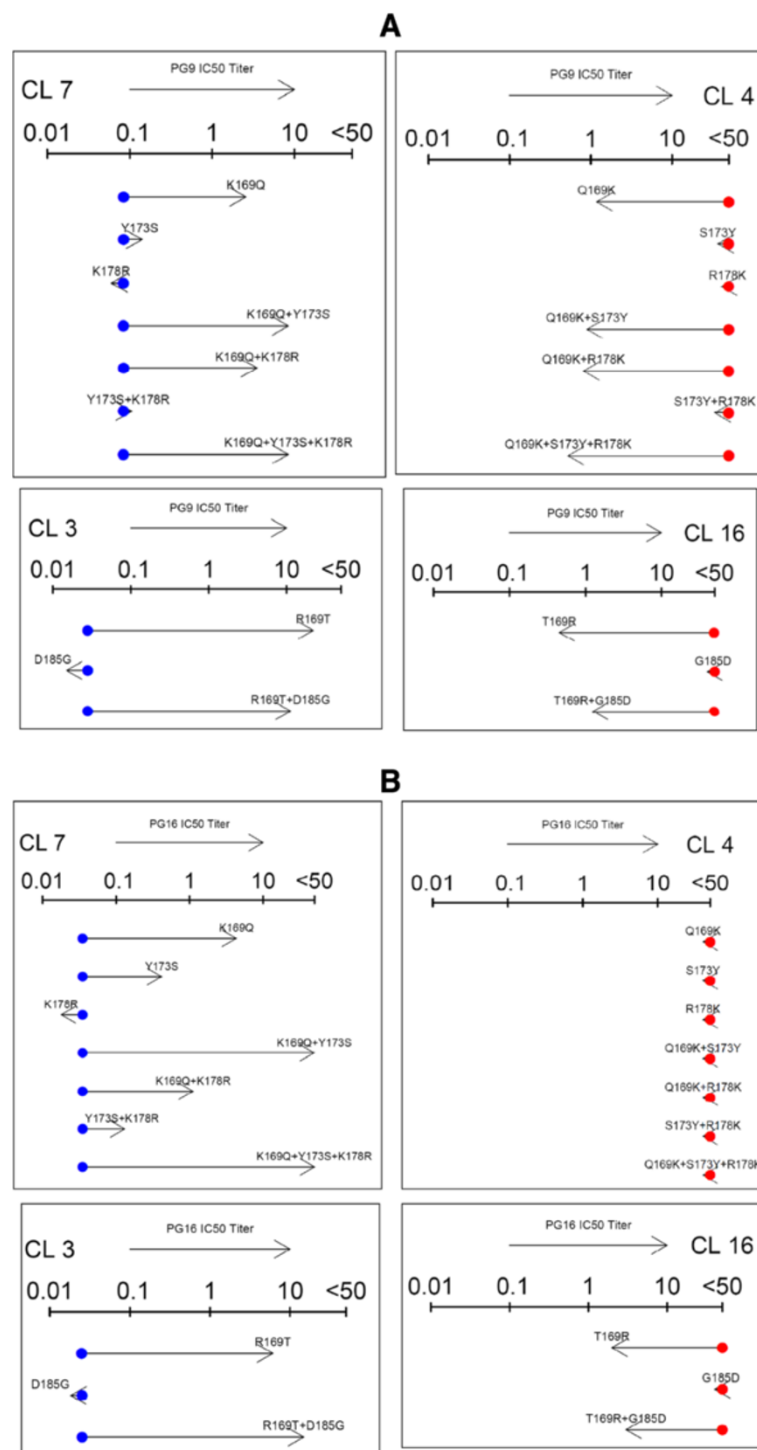 A
PG9 IC50 Titer
CL 7
0.01 0.1 1 10 <50
K169Q
Y173S
K178R
K169Q+Y173S
K169Q+K178R
Y173S+K178R
K169Q+Y173S+K178R
PG9 IC50 Titer
CL 4
0.01 0.1 1 10 <50
Q169K
S173Y
R178K
Q169K+S173Y
Q169K+R178K
S173Y+R178K
Q169K+S173Y+R178K
PG9 IC50 Titer
CL 3
0.01 0.1 1 10 <50
R169T
D185G
R169T+D185G
PG9 IC50 Titer
CL 16
0.01 0.1 1 10 <50
T169R
G185D
T169R+G185D
B
PG16 IC50 Titer
CL 7
0.01 0.1 1 10 <50
K169Q
Y173S
K178R
K169Q+Y173S
K169Q+K178R
Y173S+K178R
K169Q+Y173S+K178R
PG16 IC50 Titer
CL 4
0.01 0.1 1 10 <50
Q169K
S173Y
R178K
Q169K+S173Y
Q169K+R178K
S173Y+R178K
Q169K+S173Y+R178K
PG16 IC50 Titer
CL 3
0.01 0.1 1 10 <50
R169T
D185G
R169T+D185G
PG16 IC50 Titer
CL 16
0.01 0.1 1 10 <50
T169R
G185D
T169R+G185D